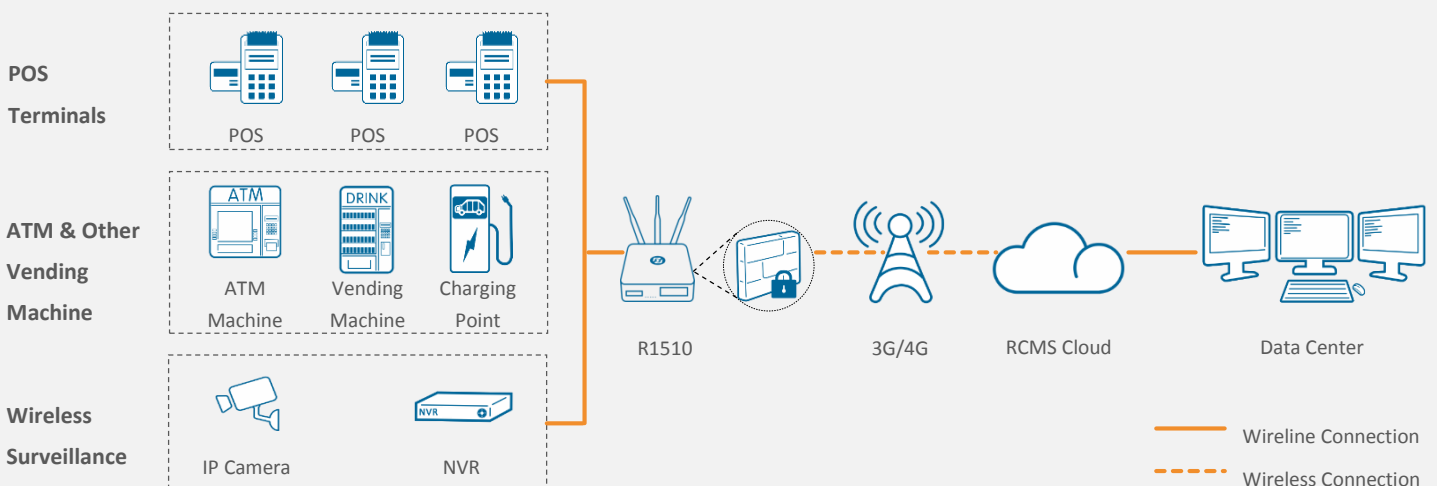 POS
Terminals
POS
POS
POS
ATM & Other
Vending
Machine
ATM
DRINK
ATM
Machine
Vending
Machine
Charging
Point
R1510
3G/4G
RCMS Cloud
Data Center
Wireless
Surveillance
NVR
IP Camera
NVR
Wireline Connection
Wireless Connection